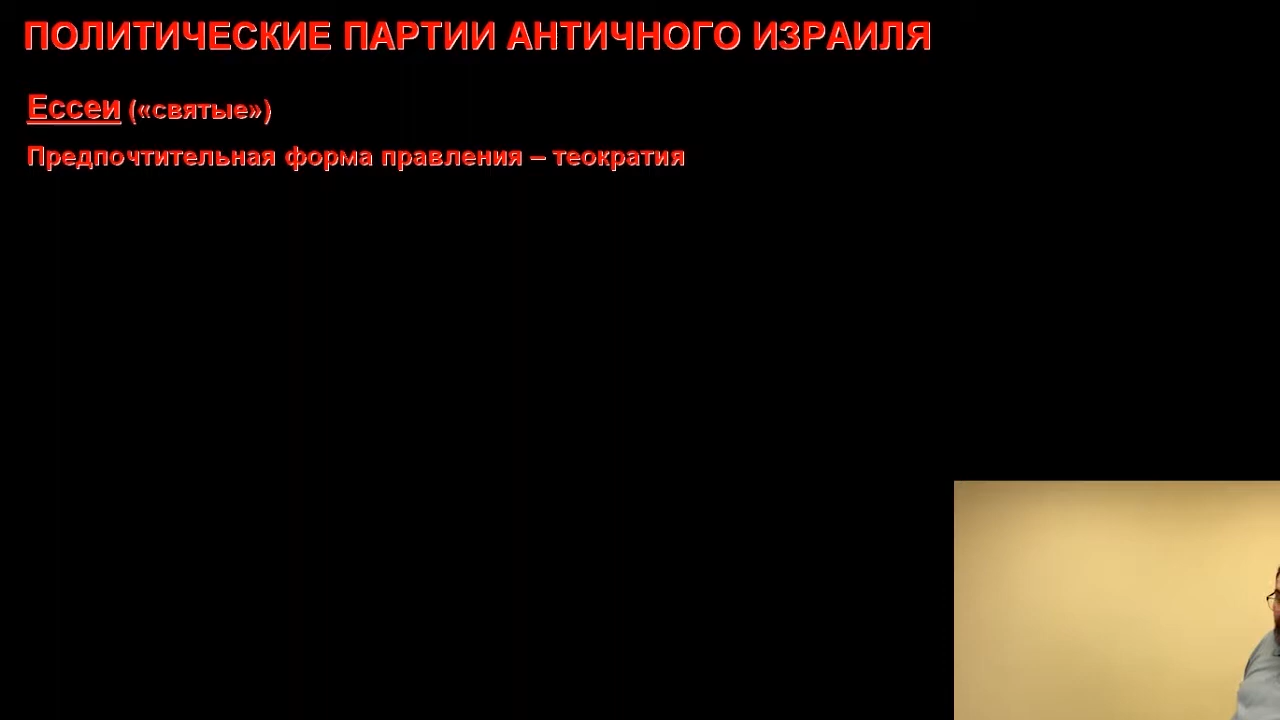 ПОЛИТИЧЕСКИЕ ПАРТИИ АНТИЧНОГО ИЗРАИЛЯ
Ессеи («святые»)
Предпочтительная форма правления – теократия